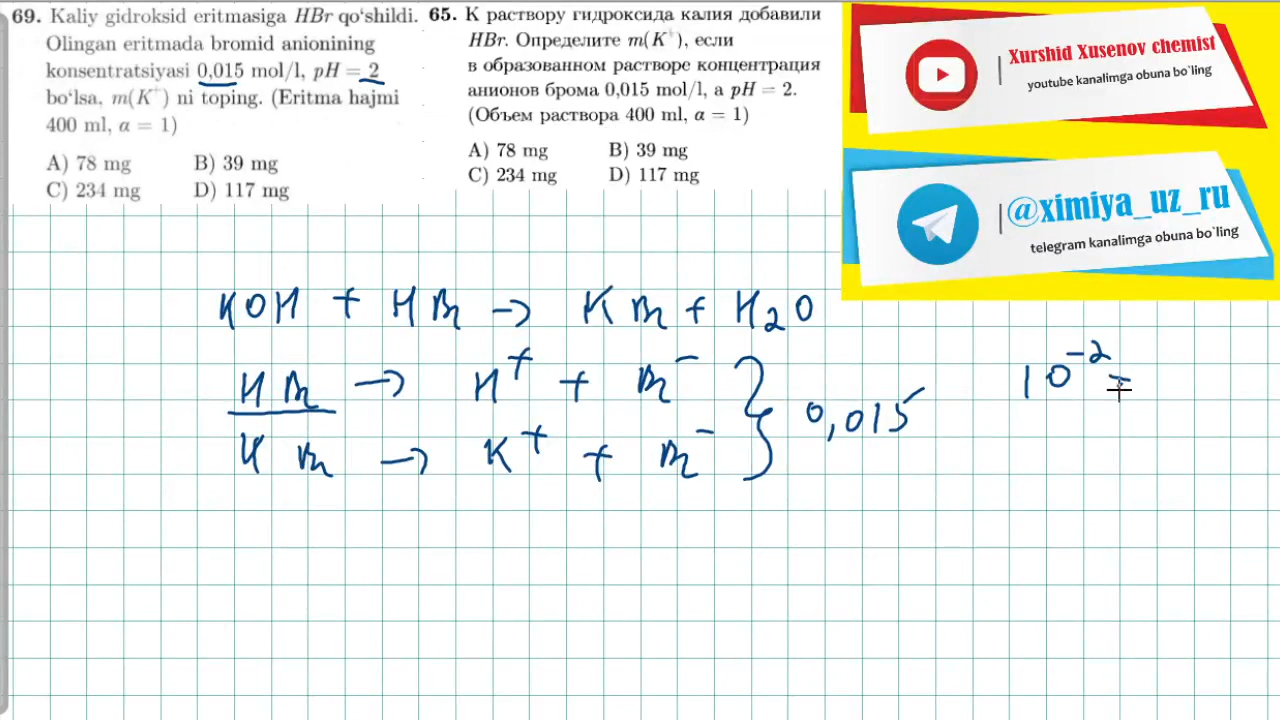 69. Kaliy gidroksid eritmasiga HBr qo‘shildi.
Olingan eritmada bromid anionining
konsentratsiyasi 0,015 mol/l, pH = 2
bo‘lsa, m(K⁺) ni toping. (Eritma hajmi
400 ml, α = 1)
A) 78 mg B) 39 mg
C) 234 mg D) 117 mg
65. К раствору гидроксида калия добавили
HBr. Определите m(K⁺), если
в образованном растворе концентрация
анионов брома 0,015 mol/l, а pH = 2.
(Объем раствора 400 ml, α = 1)
A) 78 mg B) 39 mg
C) 234 mg D) 117 mg
Xurshid Xusenov chemist
youtube kanalimga obuna bo`ling
@ximiya_uz_ru
telegram kanalimga obuna bo`ling
KOH + HBr → KBr + H₂O
HBr → H⁺ + Br⁻
KBr → K⁺ + Br⁻
0,015
10⁻² =